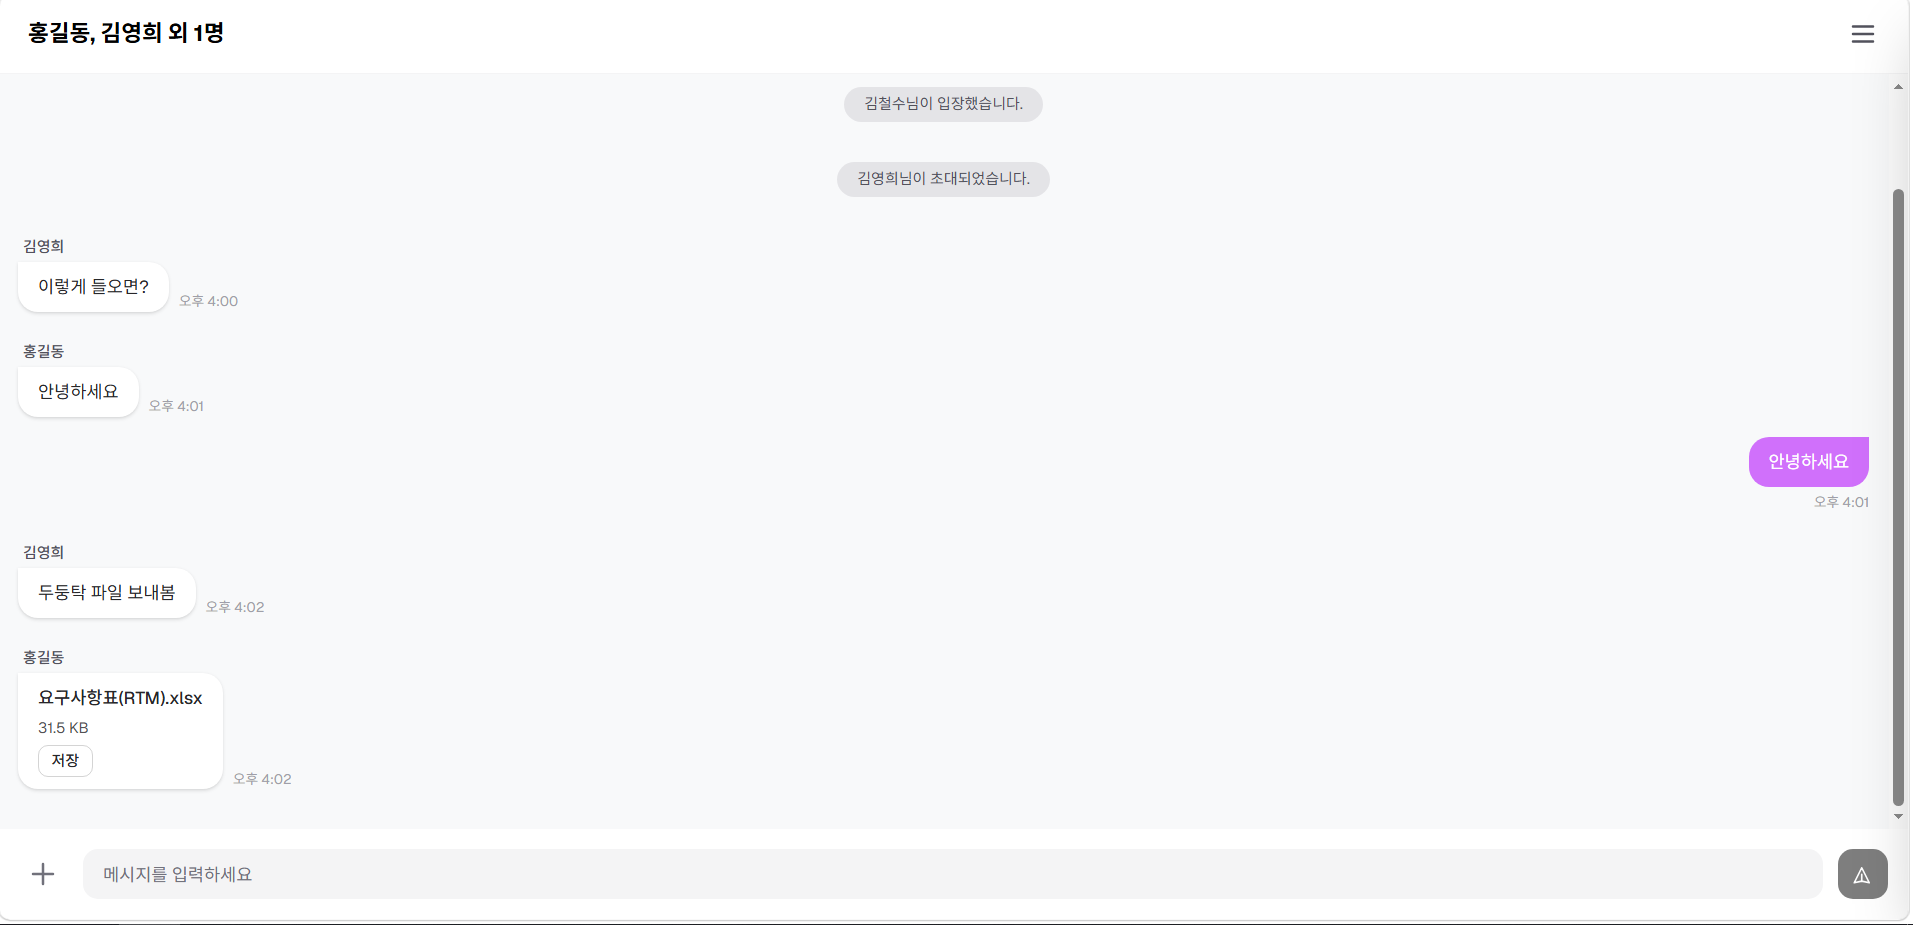 홍길동, 김영희 외 1명
김철수님이 입장했습니다.
김영희님이 초대되었습니다.
김영희
이렇게 들오면?
오후 4:00
홍길동
안녕하세요
오후 4:01
안녕하세요
오후 4:01
김영희
두둥탁 파일 보내봄
오후 4:02
홍길동
요구사항표(RTM).xlsx
31.5 KB
저장
오후 4:02
메시지를 입력하세요